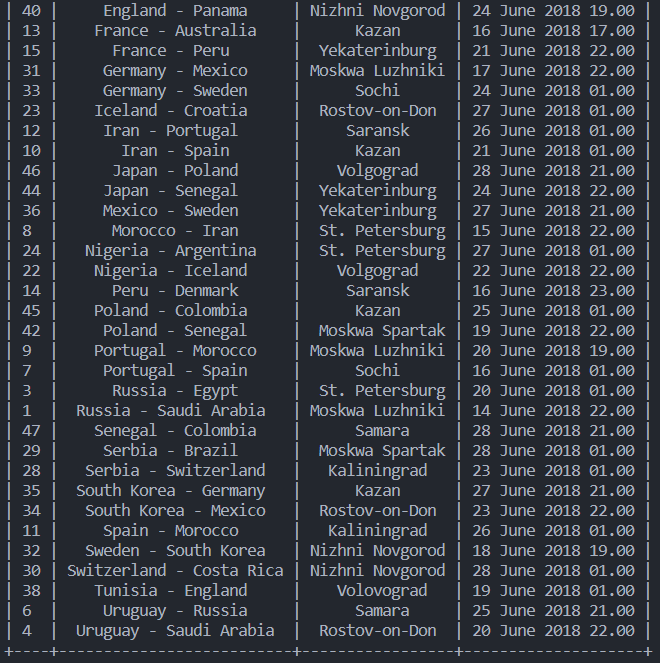 | 40 | England - Panama | Nizhni Novgorod | 24 June 2018 19.00 |
| 13 | France - Australia | Kazan | 16 June 2018 17.00 |
| 15 | France - Peru | Yekaterinburg | 21 June 2018 22.00 |
| 31 | Germany - Mexico | Moskwa Luzhniki | 17 June 2018 22.00 |
| 33 | Germany - Sweden | Sochi | 24 June 2018 01.00 |
| 23 | Iceland - Croatia | Rostov-on-Don | 27 June 2018 01.00 |
| 12 | Iran - Portugal | Saransk | 26 June 2018 01.00 |
| 10 | Iran - Spain | Kazan | 21 June 2018 01.00 |
| 46 | Japan - Poland | Volgograd | 28 June 2018 21.00 |
| 44 | Japan - Senegal | Yekaterinburg | 24 June 2018 22.00 |
| 36 | Mexico - Sweden | Yekaterinburg | 27 June 2018 21.00 |
| 8 | Morocco - Iran | St. Petersburg | 15 June 2018 22.00 |
| 24 | Nigeria - Argentina | St. Petersburg | 27 June 2018 01.00 |
| 22 | Nigeria - Iceland | Volgograd | 22 June 2018 22.00 |
| 14 | Peru - Denmark | Saransk | 16 June 2018 23.00 |
| 45 | Poland - Colombia | Kazan | 25 June 2018 01.00 |
| 42 | Poland - Senegal | Moskwa Spartak | 19 June 2018 22.00 |
| 9 | Portugal - Morocco | Moskwa Luzhniki | 20 June 2018 19.00 |
| 7 | Portugal - Spain | Sochi | 16 June 2018 01.00 |
| 3 | Russia - Egypt | St. Petersburg | 20 June 2018 01.00 |
| 1 | Russia - Saudi Arabia | Moskwa Luzhniki | 14 June 2018 22.00 |
| 47 | Senegal - Colombia | Samara | 28 June 2018 21.00 |
| 29 | Serbia - Brazil | Moskwa Spartak | 28 June 2018 01.00 |
| 28 | Serbia - Switzerland | Kaliningrad | 23 June 2018 01.00 |
| 35 | South Korea - Germany | Kazan | 27 June 2018 21.00 |
| 34 | South Korea - Mexico | Rostov-on-Don | 23 June 2018 22.00 |
| 11 | Spain - Morocco | Kaliningrad | 26 June 2018 01.00 |
| 32 | Sweden - South Korea | Nizhni Novgorod | 18 June 2018 19.00 |
| 30 | Switzerland - Costa Rica | Nizhni Novgorod | 28 June 2018 01.00 |
| 38 | Tunisia - England | Volovograd | 19 June 2018 01.00 |
| 6 | Uruguay - Russia | Samara | 25 June 2018 21.00 |
| 4 | Uruguay - Saudi Arabia | Rostov-on-Don | 20 June 2018 22.00 |
+----+--------------------------+-----------------+--------------------+